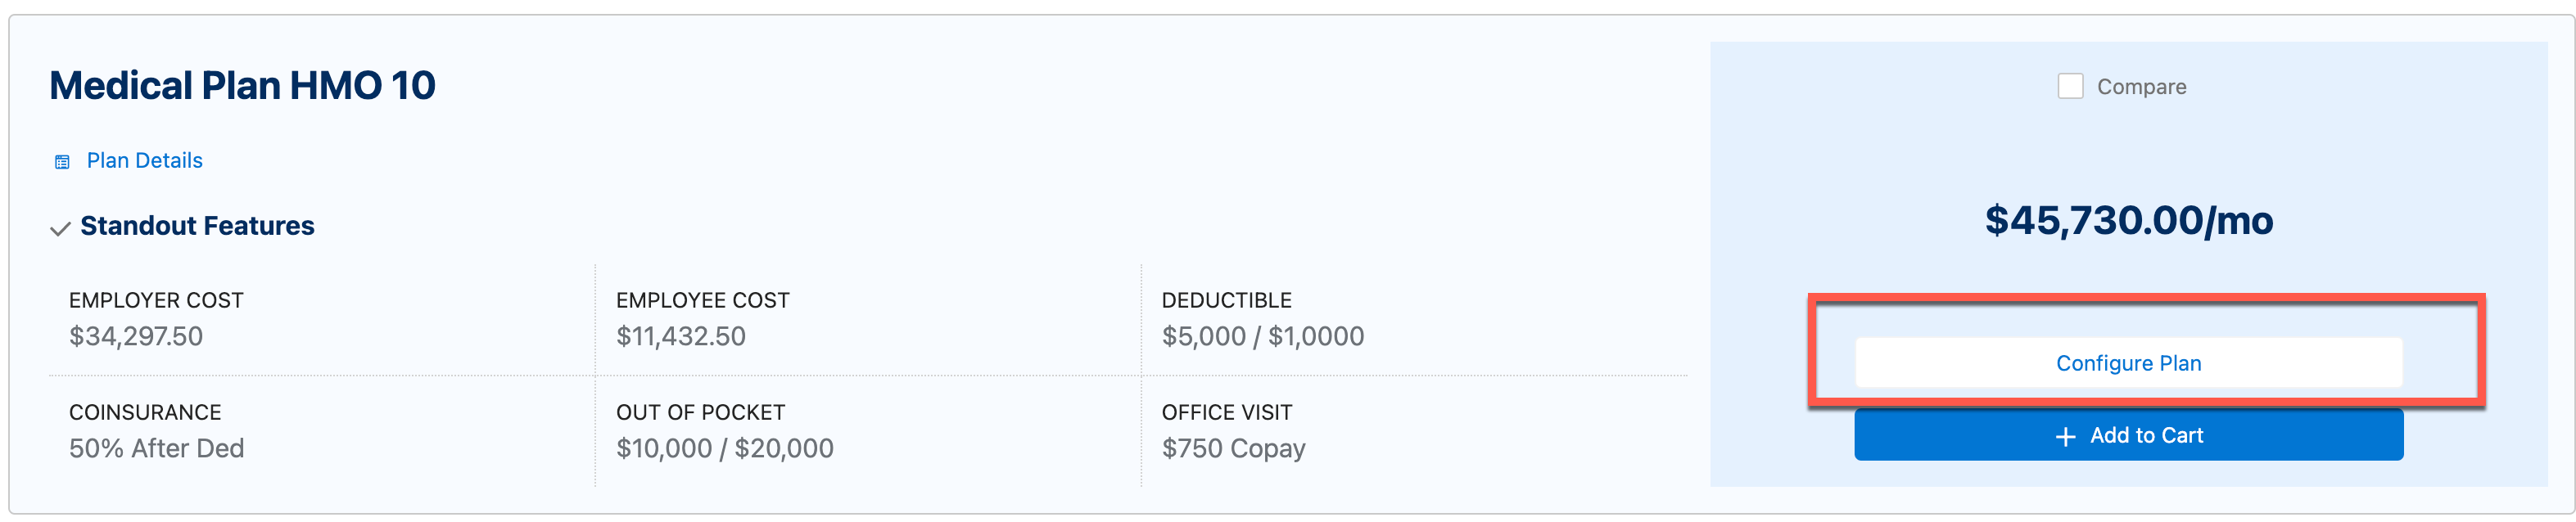 Medical Plan HMO 10
Plan Details
Standout Features
EMPLOYER COST
$34,297.50
EMPLOYEE COST
$11,432.50
DEDUCTIBLE
$5,000 / $1,0000
COINSURANCE
50% After Ded
OUT OF POCKET
$10,000 / $20,000
OFFICE VISIT
$750 Copay
Compare
$45,730.00/mo
Configure Plan
+ Add to Cart